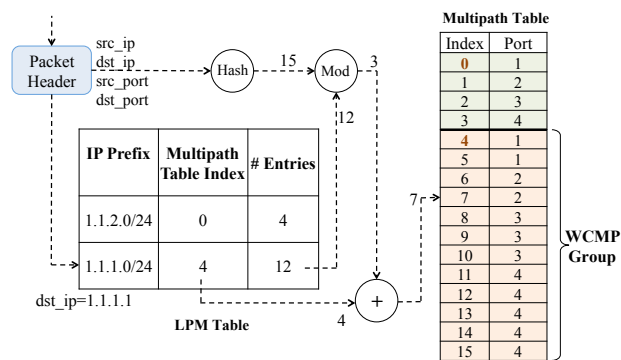 Multipath Table
src_ip
dst_ip
src_port
dst_port
Packet
Header
Hash
15
Mod
3
12
Index Port
0 1
1 2
2 3
3 4
4 1
5 1
6 2
7 2
8 3
9 3
10 3
11 4
12 4
13 4
14 4
15 4
WCMP
Group
IP Prefix
Multipath
Table Index
# Entries
1.1.2.0/24 0 4
1.1.1.0/24 4 12
7
dst_ip=1.1.1.1
LPM Table
4
+